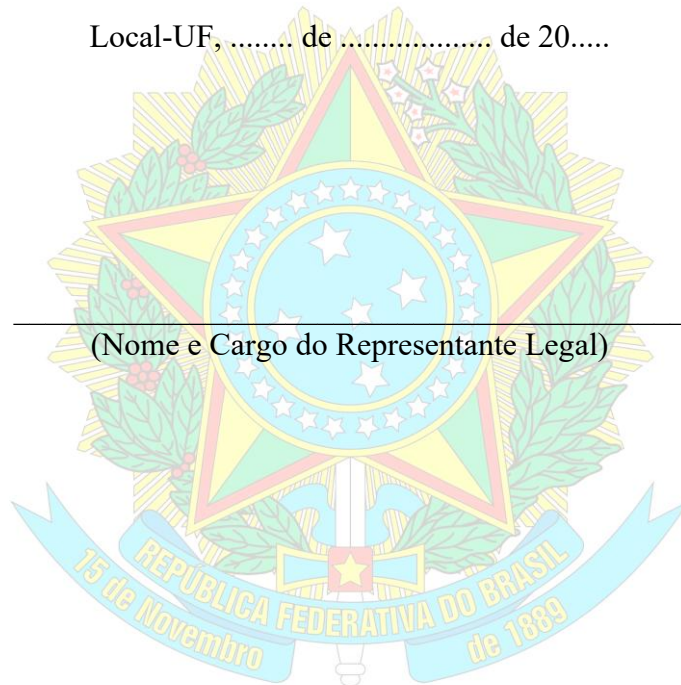 Local-UF, ........ de ................... de 20.....
(Nome e Cargo do Representante Legal)
REPÚBLICA FEDERATIVA DO BRASIL
15 de Novembro de 1889